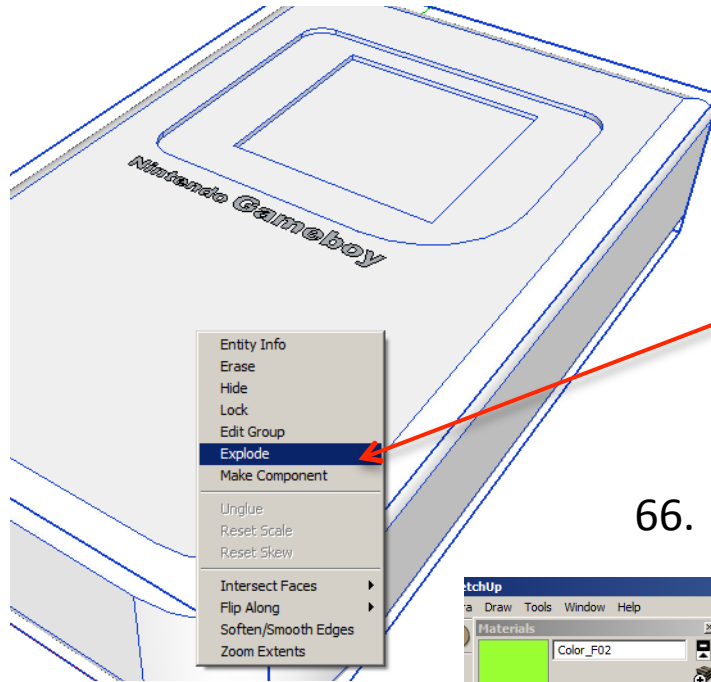 Nintendo Gameboy
Entity Info
Erase
Hide
Lock
Edit Group
Explode
Make Component
Unglue
Reset Scale
Reset Skew
Intersect Faces
Flip Along
Soften/Smooth Edges
Zoom Extents
66.
etchUp
Draw Tools Window Help
Materials
Color_F02